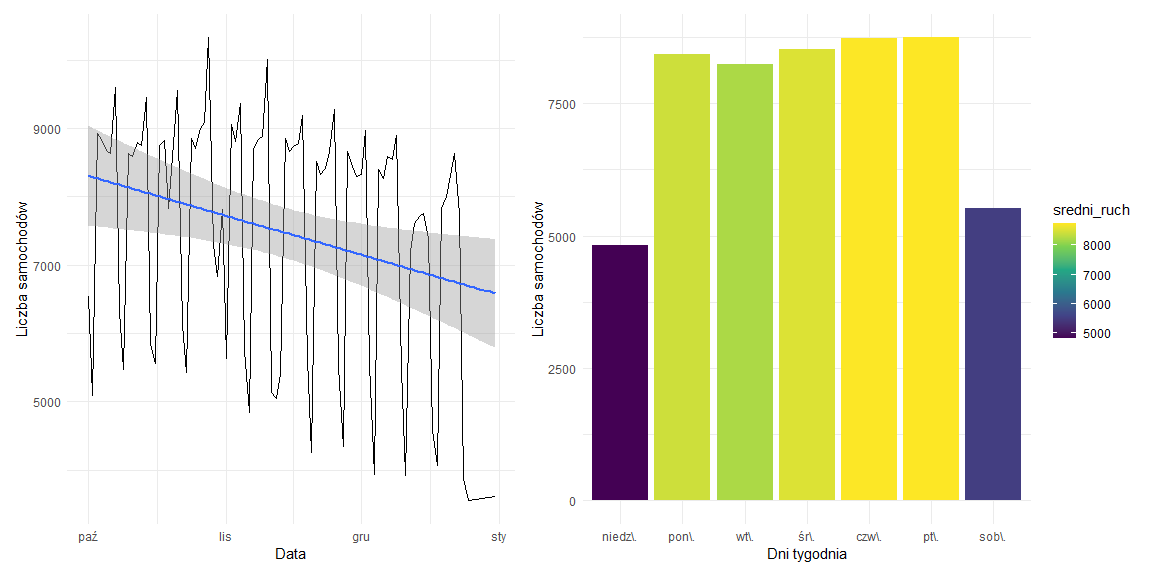 Liczba samochodów
9000
7000
5000
paź
lis
gru
sty
Data
Liczba samochodów
7500
5000
2500
0
niedz\.
pon\.
wt\.
śr\.
czw\.
pt\.
sob\.
Dni tygodnia
sredni_ruch
8000
7000
6000
5000